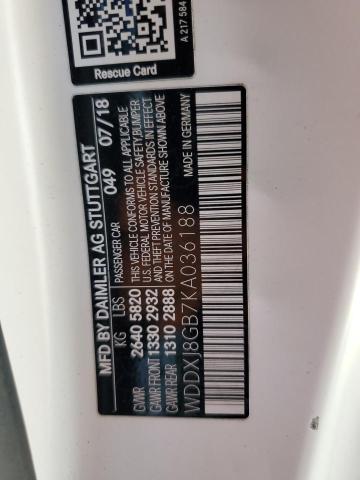 Rescue Card
A 217 584
MFD BY DAIMLER AG STUTTGART
KG LBS PASSENGER CAR 049 07/18
GVWR 2640 5820 THIS VEHICLE CONFORMS TO ALL APPLICABLE
GAWR FRONT 1330 2932 U.S. FEDERAL MOTOR VEHICLE SAFETY, BUMPER
GAWR REAR 1310 2888 AND THEFT PREVENTION STANDARDS IN EFFECT
ON THE DATE OF MANUFACTURE SHOWN ABOVE
WDDXJ8GB7KA036188 MADE IN GERMANY